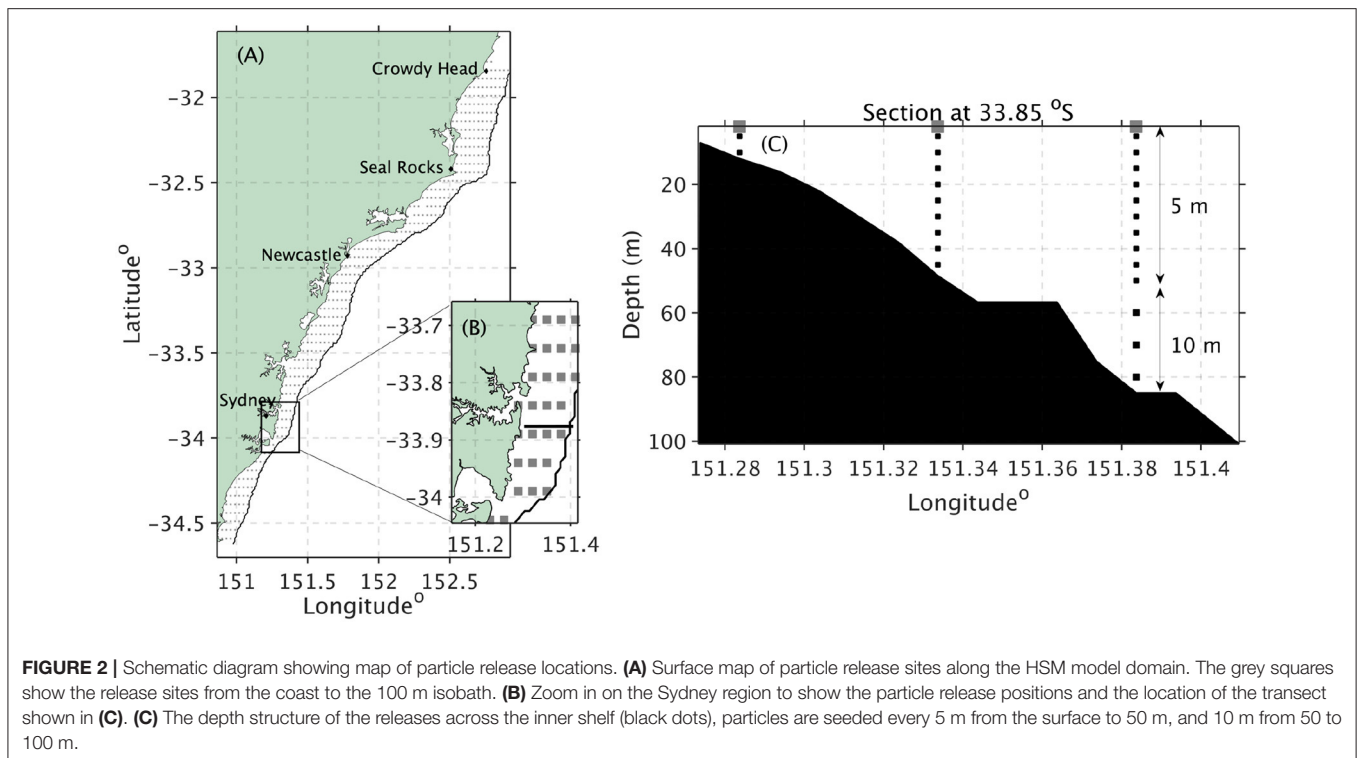 (A)
Crowdy Head
Seal Rocks
Newcastle
Sydney
−32
−32.5
−33
−33.5
−34
−34.5
Latitude°
151 151.5 152 152.5
Longitude°
(B)
−33.7
−33.8
−33.9
−34
151.2 151.4
Section at 33.85 °S
(C)
5 m
10 m
20
40
60
80
100
Depth (m)
151.28 151.3 151.32 151.34 151.36 151.38 151.4
Longitude°
FIGURE 2 | Schematic diagram showing map of particle release locations. (A) Surface map of particle release sites along the HSM model domain. The grey squares
show the release sites from the coast to the 100 m isobath. (B) Zoom in on the Sydney region to show the particle release positions and the location of the transect
shown in (C). (C) The depth structure of the releases across the inner shelf (black dots), particles are seeded every 5 m from the surface to 50 m, and 10 m from 50 to
100 m.